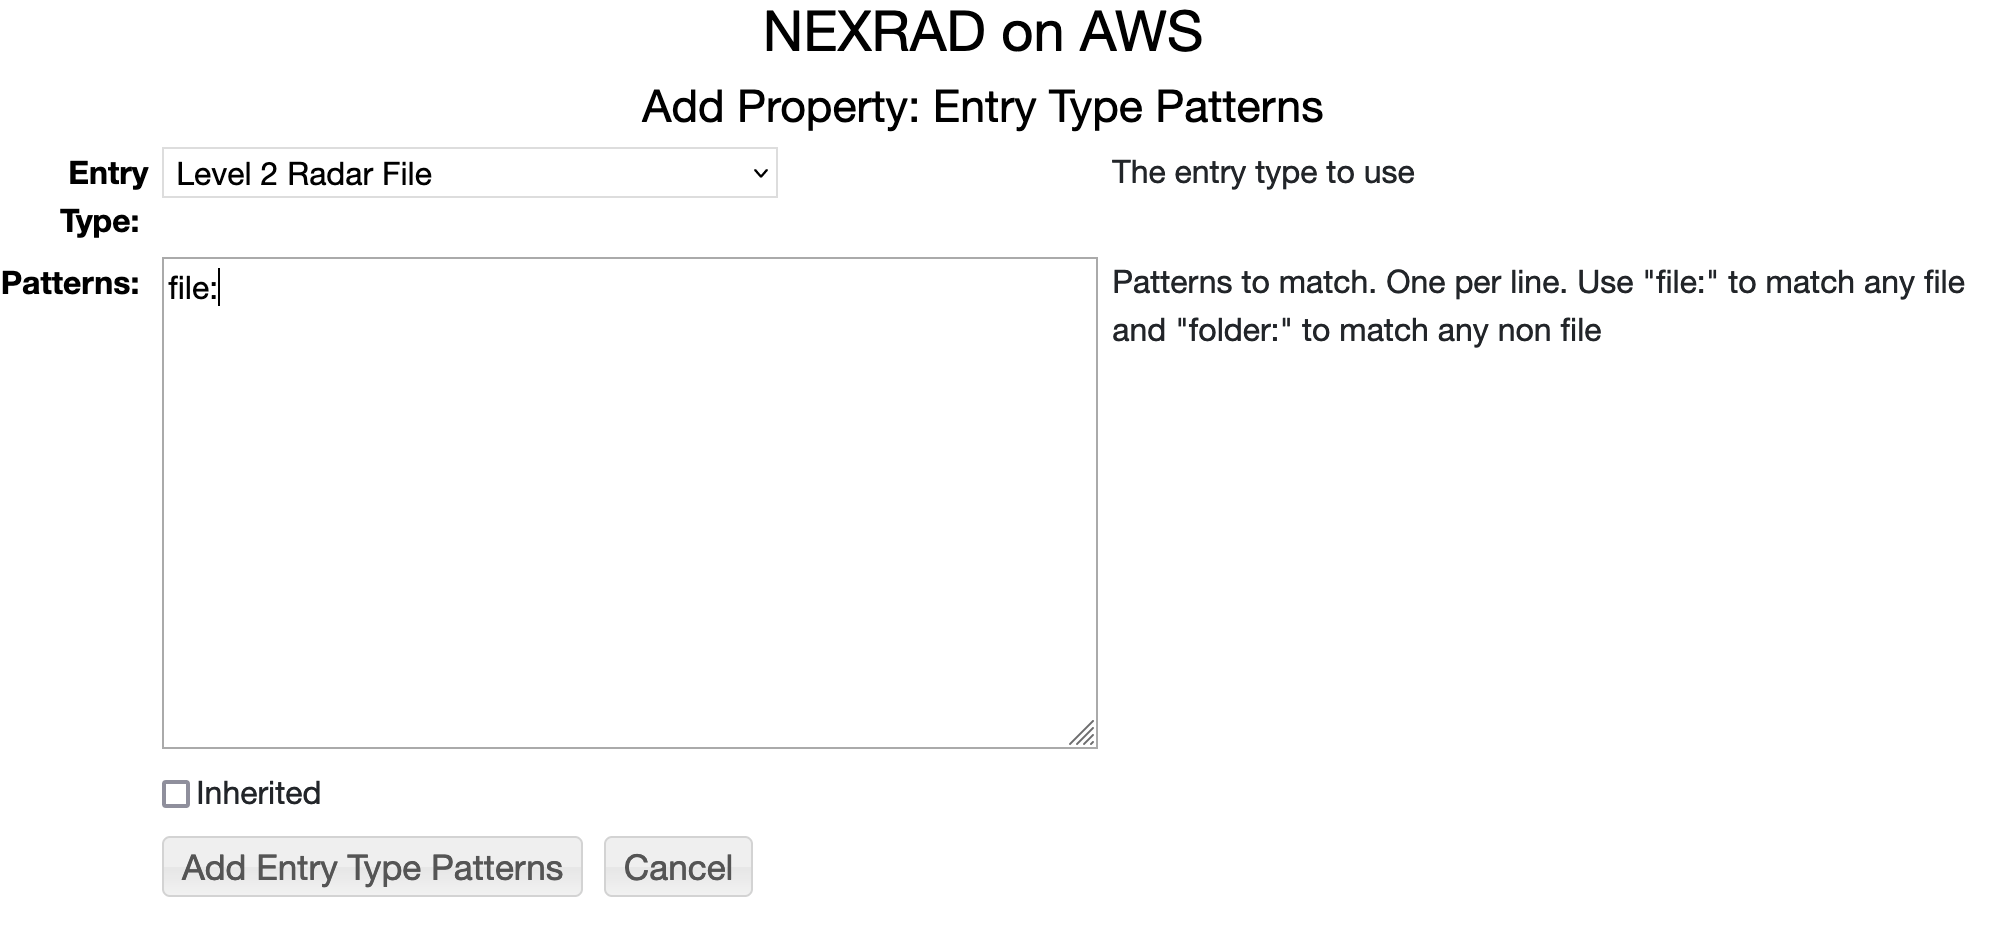 NEXRAD on AWS
Add Property: Entry Type Patterns
Entry Type:
Level 2 Radar File
The entry type to use
Patterns:
file:
Patterns to match. One per line. Use "file:" to match any file
and "folder:" to match any non file
Inherited
Add Entry Type Patterns
Cancel